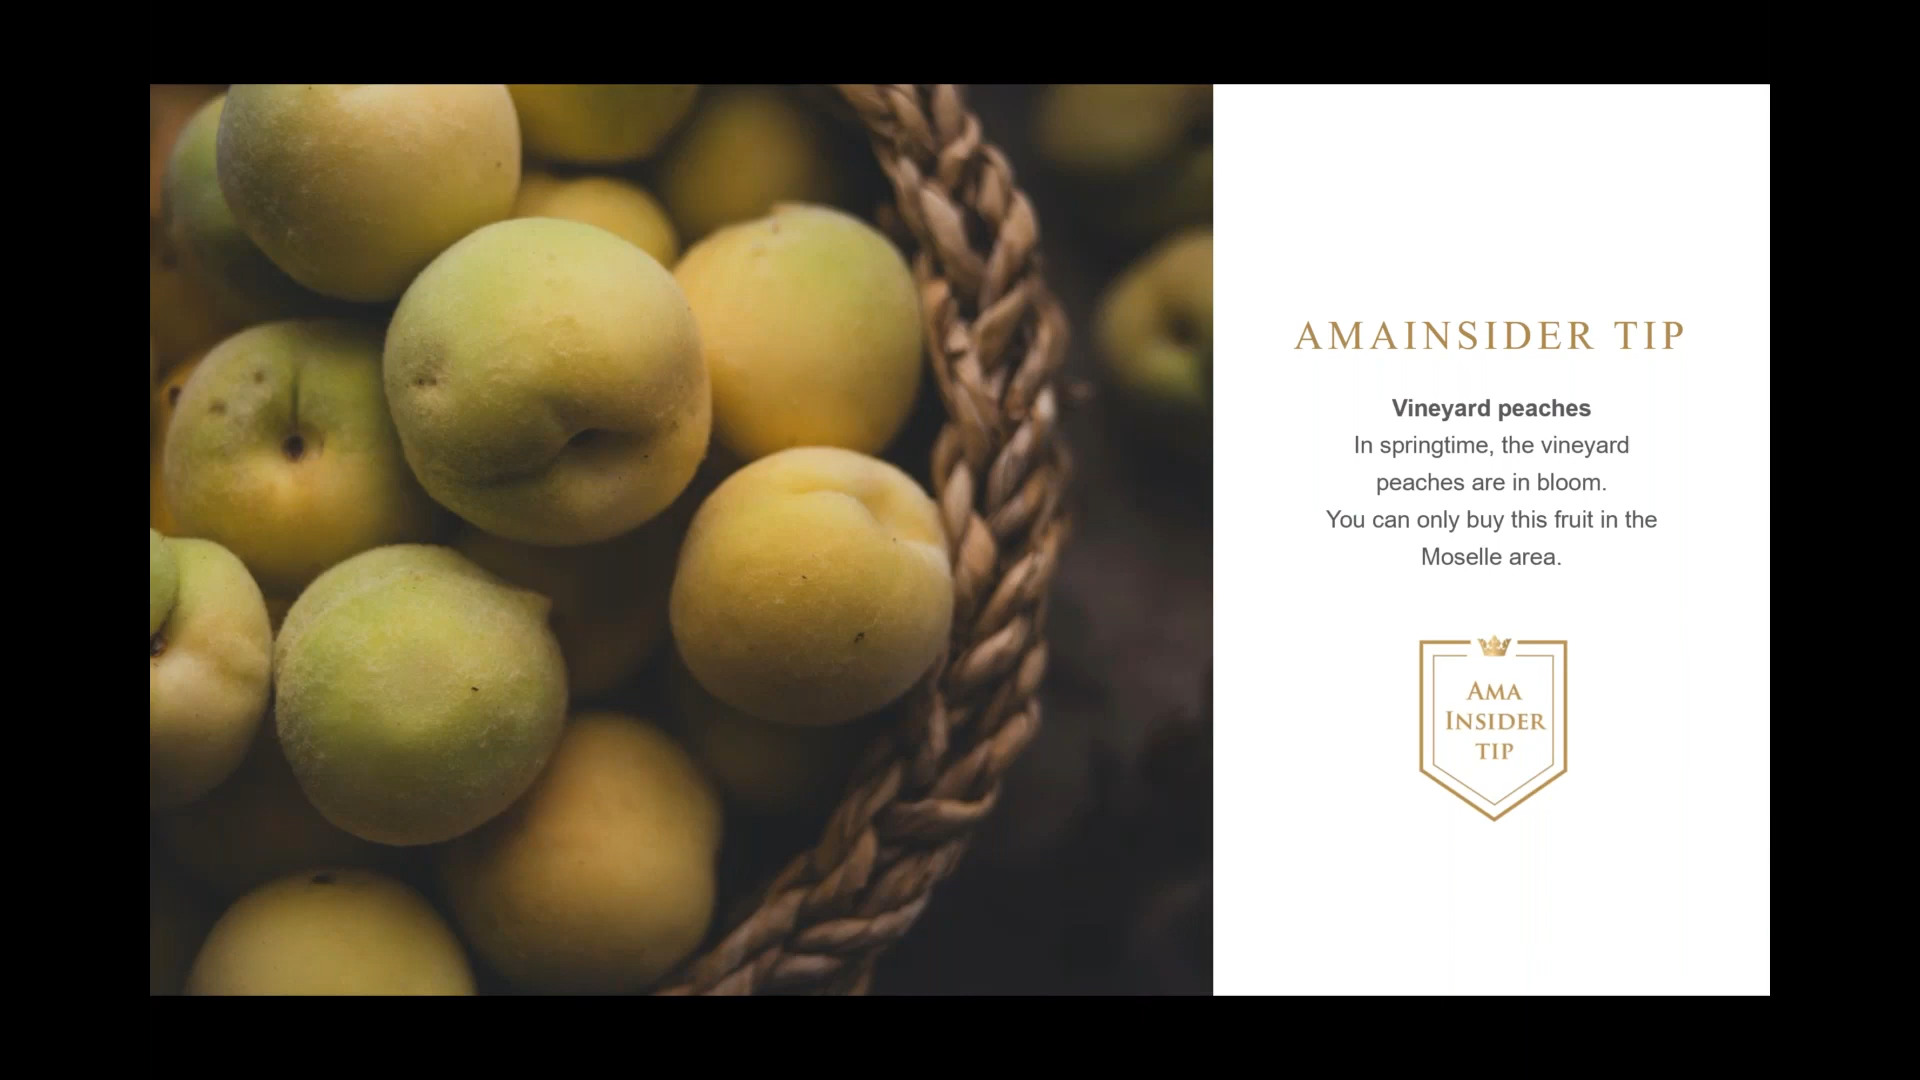 AMAINSIDER TIP
Vineyard peaches
In springtime, the vineyard
peaches are in bloom.
You can only buy this fruit in the
Moselle area.
AMA
INSIDER
TIP